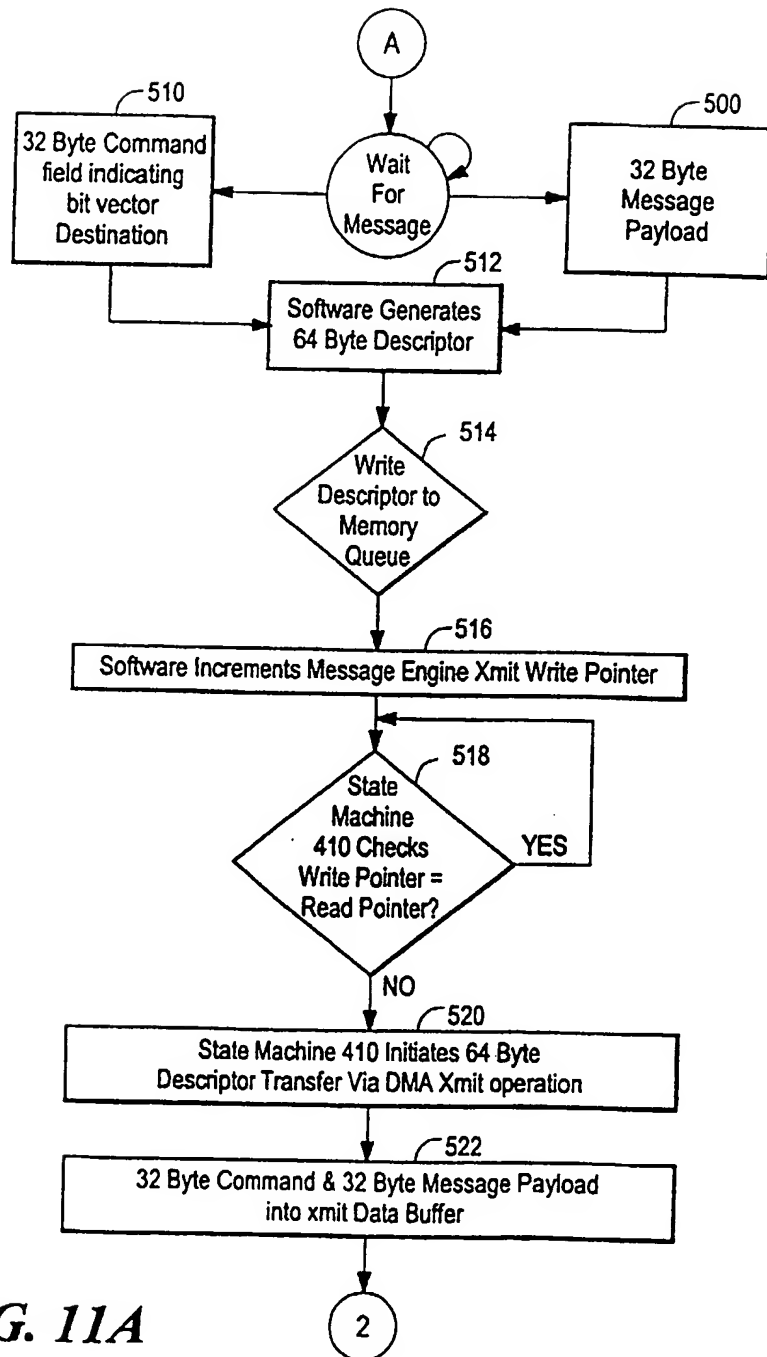 A
510
32 Byte Command
field indicating
bit vector
Destination
Wait
For
Message
500
32 Byte
Message
Payload
512
Software Generates
64 Byte Descriptor
514
Write
Descriptor to
Memory
Queue
516
Software Increments Message Engine Xmit Write Pointer
518
State
Machine
410 Checks
Write Pointer =
Read Pointer?
YES
NO
520
State Machine 410 Initiates 64 Byte
Descriptor Transfer Via DMA Xmit operation
522
32 Byte Command & 32 Byte Message Payload
into xmit Data Buffer
2
G. 11A